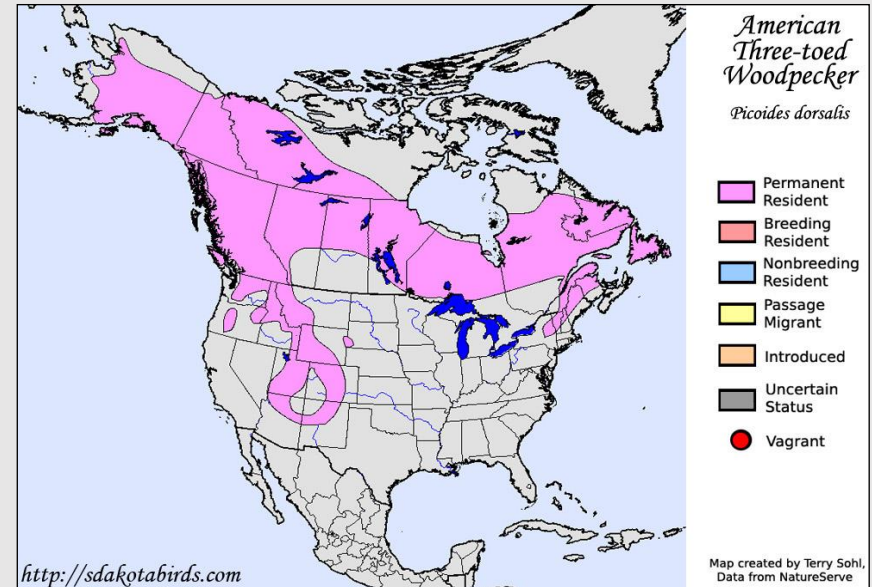 American
Three-toed
Woodpecker
Picoides dorsalis
Permanent
Resident
Breeding
Resident
Nonbreeding
Resident
Passage
Migrant
Introduced
Uncertain
Status
Vagrant
http://sdakotabirds.com
Map created by Terry Sohl,
Data from NatureServe